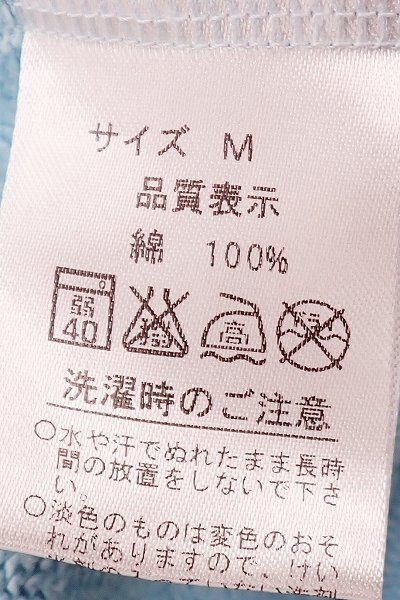 サイズ M
品質表示
綿 100%
弱
40
高
洗濯時のご注意
○水や汗でぬれたまま長時
間の放置をしないで下さ
い。
○淡色のものは変色のおそ
れがありますので、けい